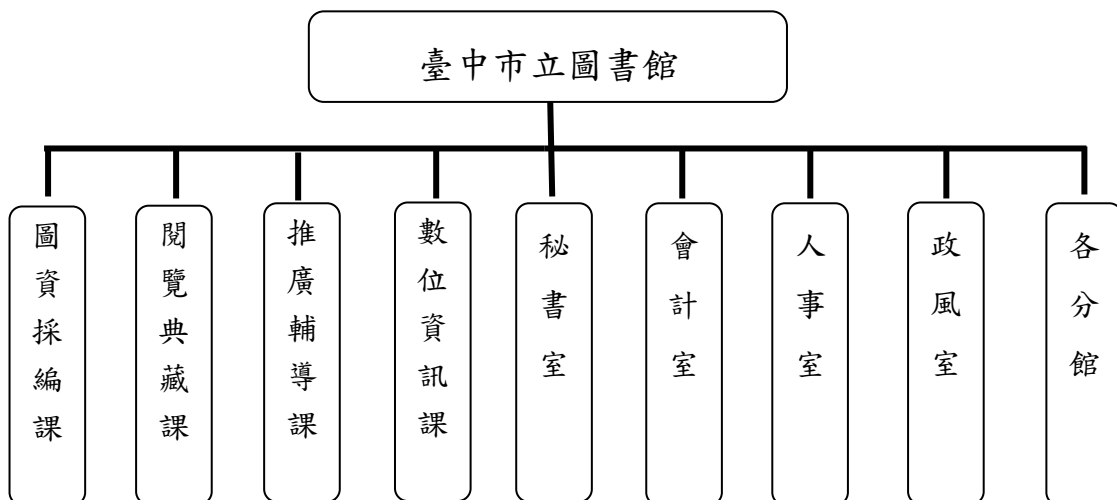 臺中市立圖書館
圖資採編課
閱覽典藏課
推廣輔導課
數位資訊課
秘書室
會計室
人事室
政風室
各分館